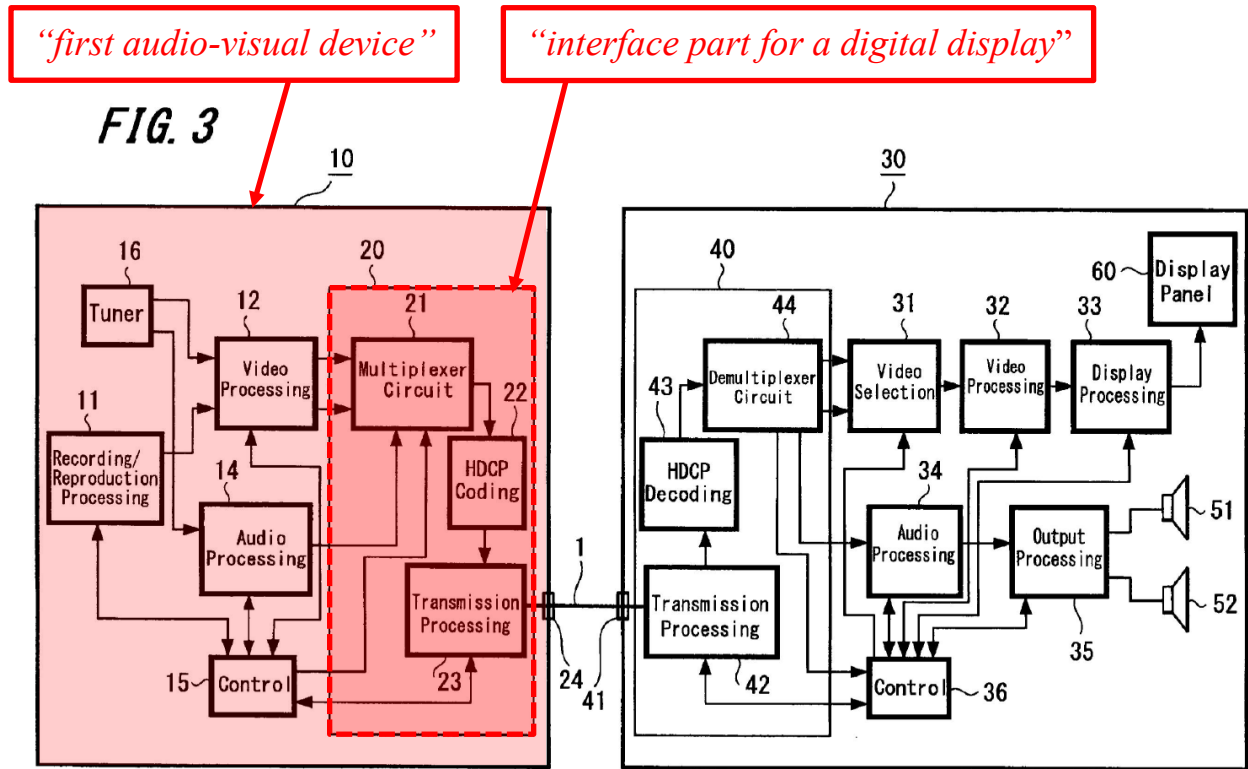 “first audio-visual device”
“interface part for a digital display”
FIG. 3
10
30
16
Tuner
12
Video
Processing
20
21
Multiplexer
Circuit
22
HDCP
Coding
11
Recording/
Reproduction
Processing
14
Audio
Processing
15
Control
Transmission
Processing
23
24
1
41
40
44
Demultiplexer
Circuit
43
HDCP
Decoding
Transmission
Processing
42
31
Video
Selection
32
Video
Processing
33
Display
Processing
60
Display
Panel
34
Audio
Processing
Output
Processing
35
51
52
Control
36